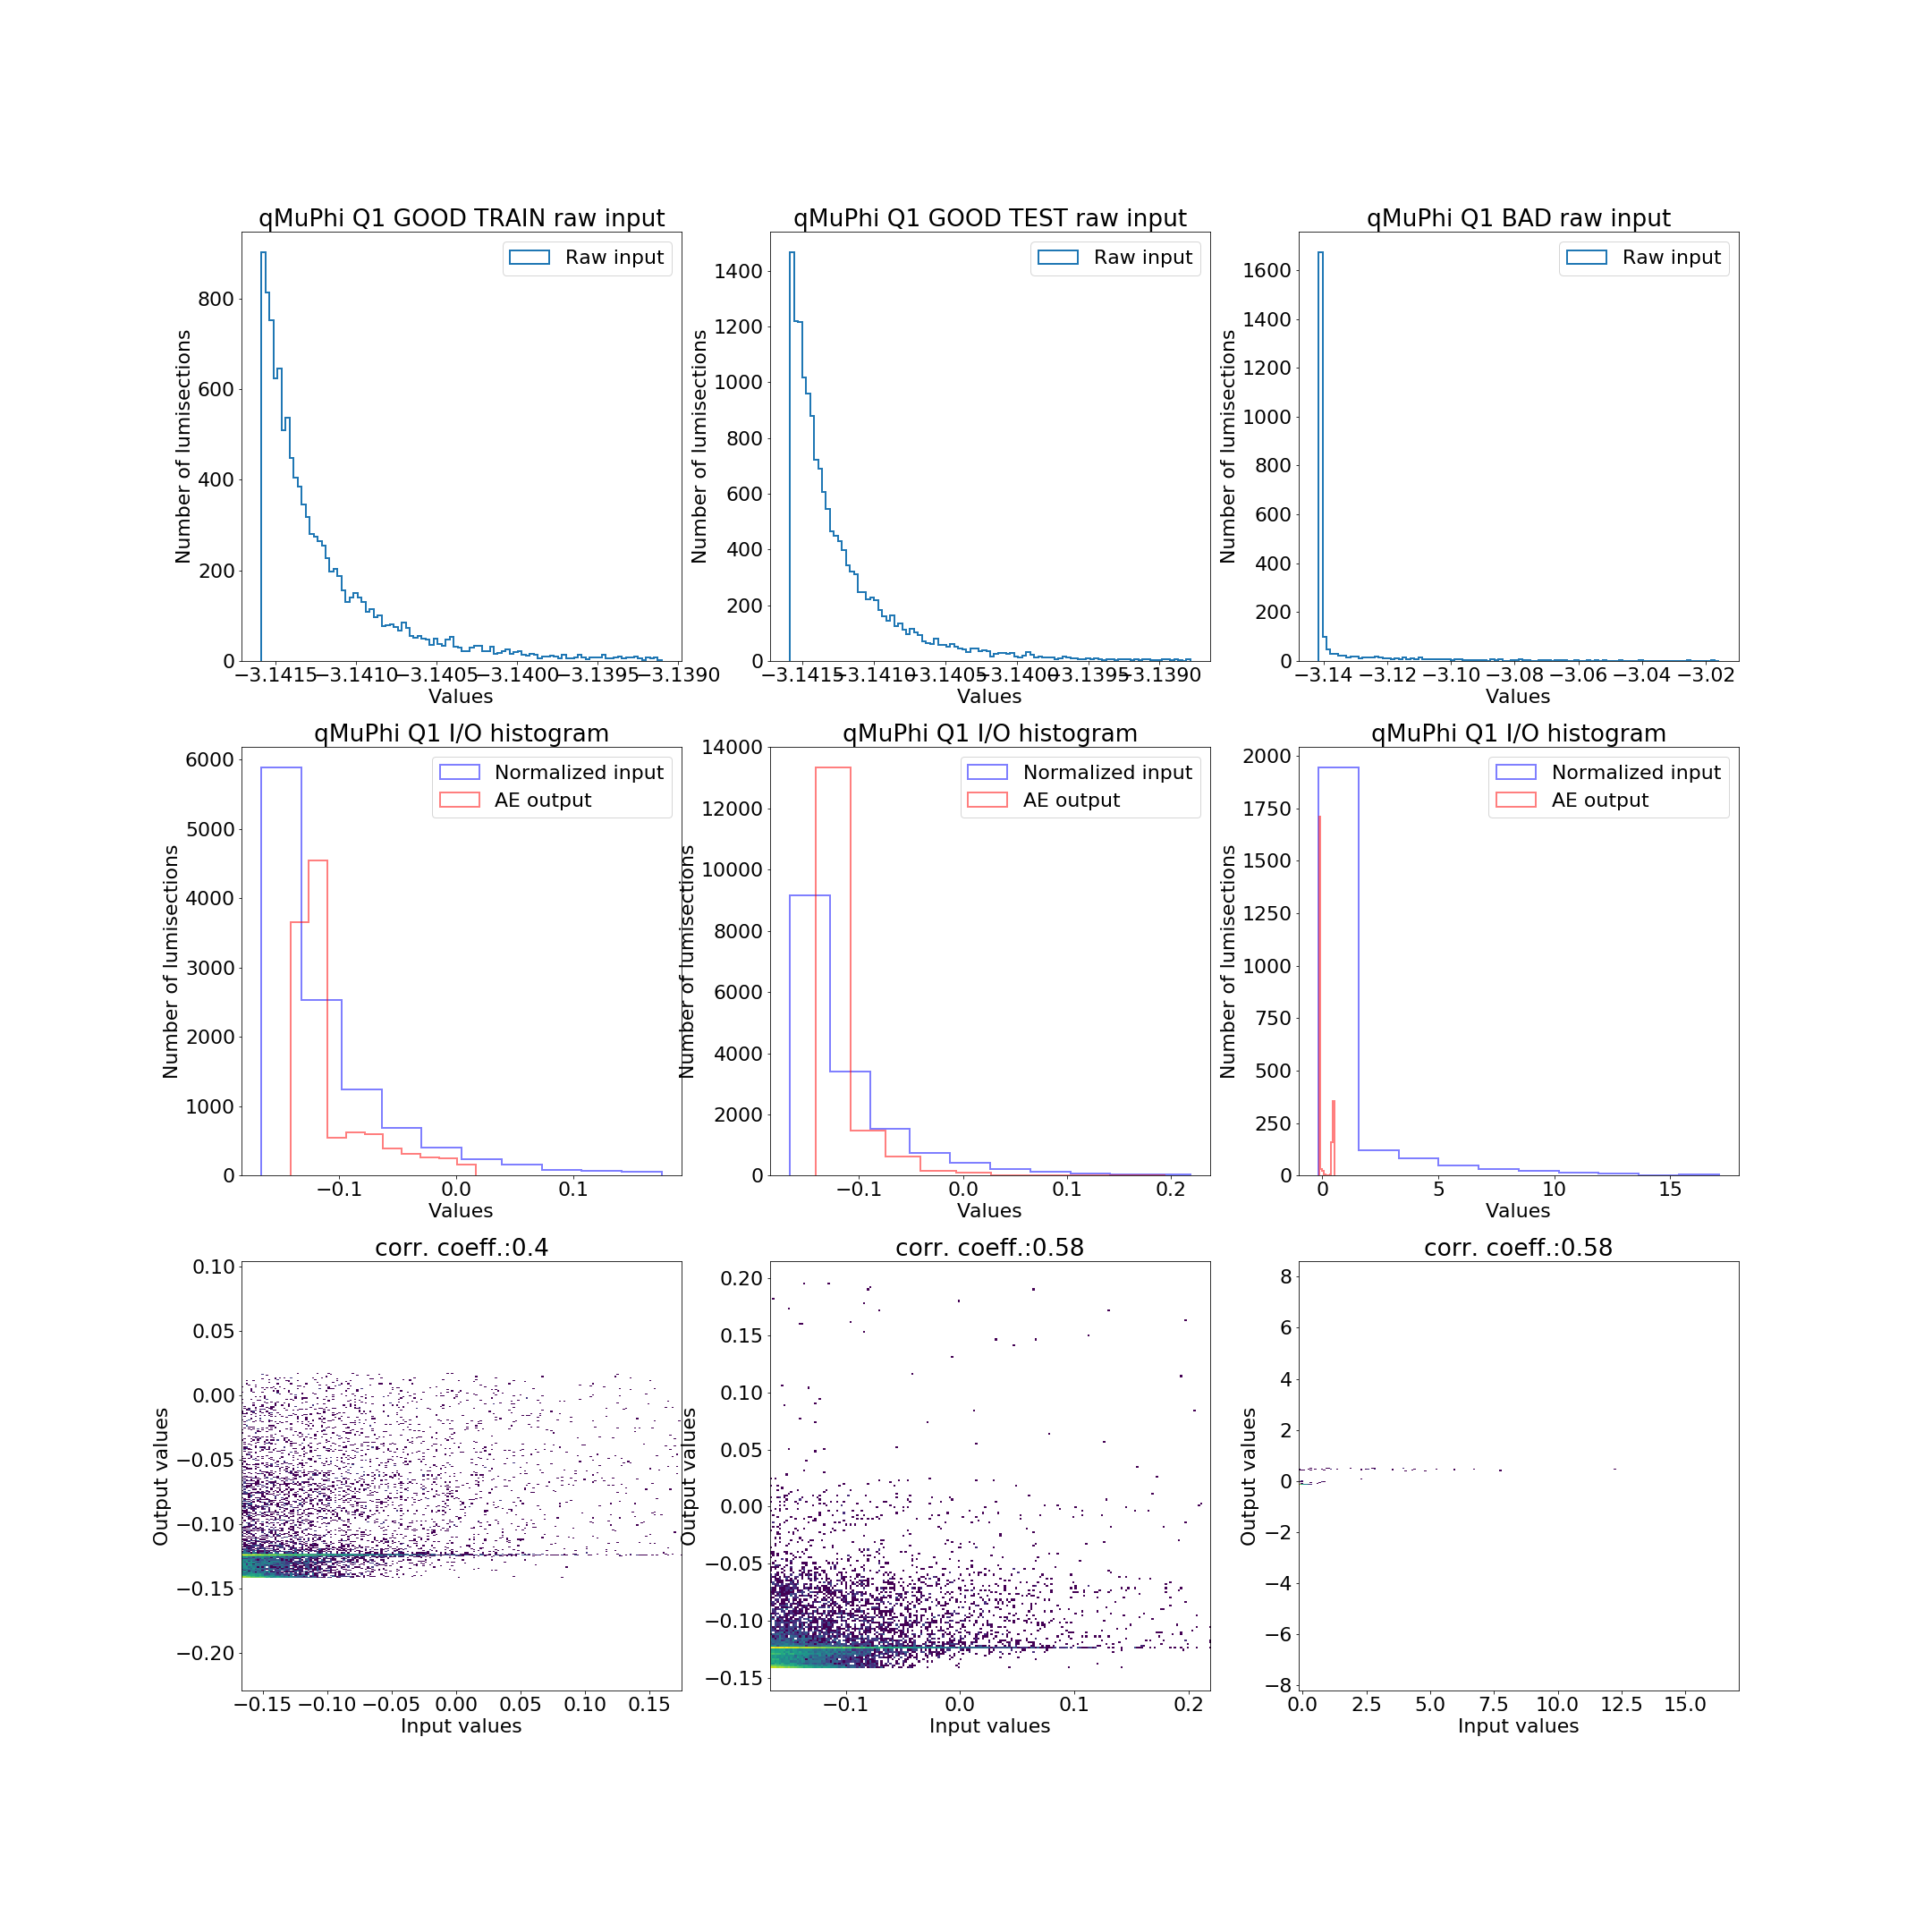 qMuPhi Q1 GOOD TRAIN raw input
Raw input
Number of lumisections
800
600
400
200
0
−3.1415 −3.1410 −3.1405 −3.1400 −3.1395 −3.1390
Values
qMuPhi Q1 GOOD TEST raw input
Raw input
Number of lumisections
1400
1200
1000
800
600
400
200
0
−3.1415 −3.1410 −3.1405 −3.1400 −3.1395 −3.1390
Values
qMuPhi Q1 BAD raw input
Raw input
Number of lumisections
1600
1400
1200
1000
800
600
400
200
0
−3.14 −3.12 −3.10 −3.08 −3.06 −3.04 −3.02
Values
qMuPhi Q1 I/O histogram
Normalized input
AE output
Number of lumisections
6000
5000
4000
3000
2000
1000
0
−0.1 0.0 0.1
Values
qMuPhi Q1 I/O histogram
Normalized input
AE output
Number of lumisections
14000
12000
10000
8000
6000
4000
2000
0
−0.1 0.0 0.1 0.2
Values
qMuPhi Q1 I/O histogram
Normalized input
AE output
Number of lumisections
2000
1750
1500
1250
1000
750
500
250
0
0 5 10 15
Values
corr. coeff.:0.4
Output values
0.10
0.05
0.00
−0.05
−0.10
−0.15
−0.20
−0.15 −0.10 −0.05 0.00 0.05 0.10 0.15
Input values
corr. coeff.:0.58
Output values
0.20
0.15
0.10
0.05
0.00
−0.05
−0.10
−0.15
−0.1 0.0 0.1 0.2
Input values
corr. coeff.:0.58
Output values
8
6
4
2
0
−2
−4
−6
−8
0.0 2.5 5.0 7.5 10.0 12.5 15.0
Input values